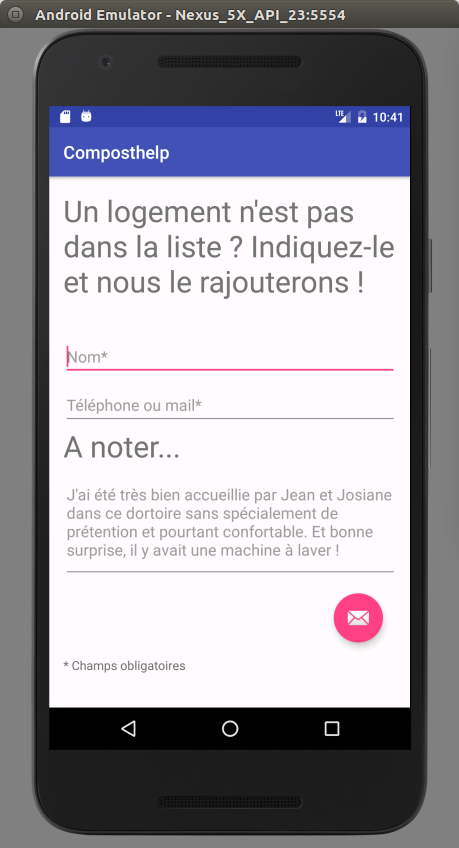 Android Emulator - Nexus_5X_API_23:5554
LTE 10:41
Composthelp
Un logement n'est pas
dans la liste ? Indiquez-le
et nous le rajouterons !
Nom*
Téléphone ou mail*
A noter...
J'ai été très bien accueillie par Jean et Josiane
dans ce dortoire sans spécialement de
prétention et pourtant confortable. Et bonne
surprise, il y avait une machine à laver !
* Champs obligatoires